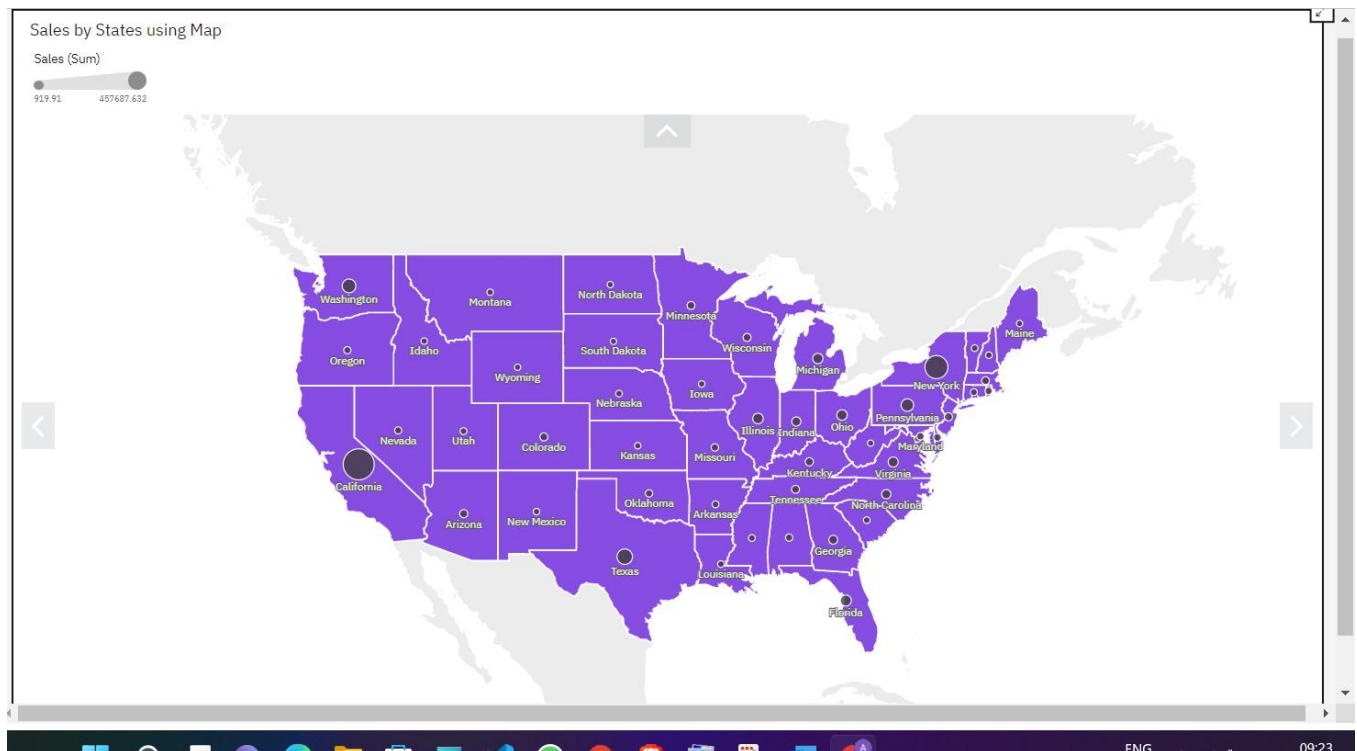 Sales by States using Map
Sales (Sum)
919.91 457687.632
Washington
Montana
North Dakota
Minnesota
Maine
Oregon
Idaho
South Dakota
Wisconsin
Michigan
Wyoming
New York
Nebraska
Iowa
Pennsylvania
Nevada
Utah
Colorado
Kansas
Missouri
Illinois
Indiana
Ohio
Maryland
California
Kentucky
Virginia
Arizona
New Mexico
Oklahoma
Arkansas
Tennessee
North Carolina
Texas
Louisiana
Georgia
Florida
A
ENG
09:23